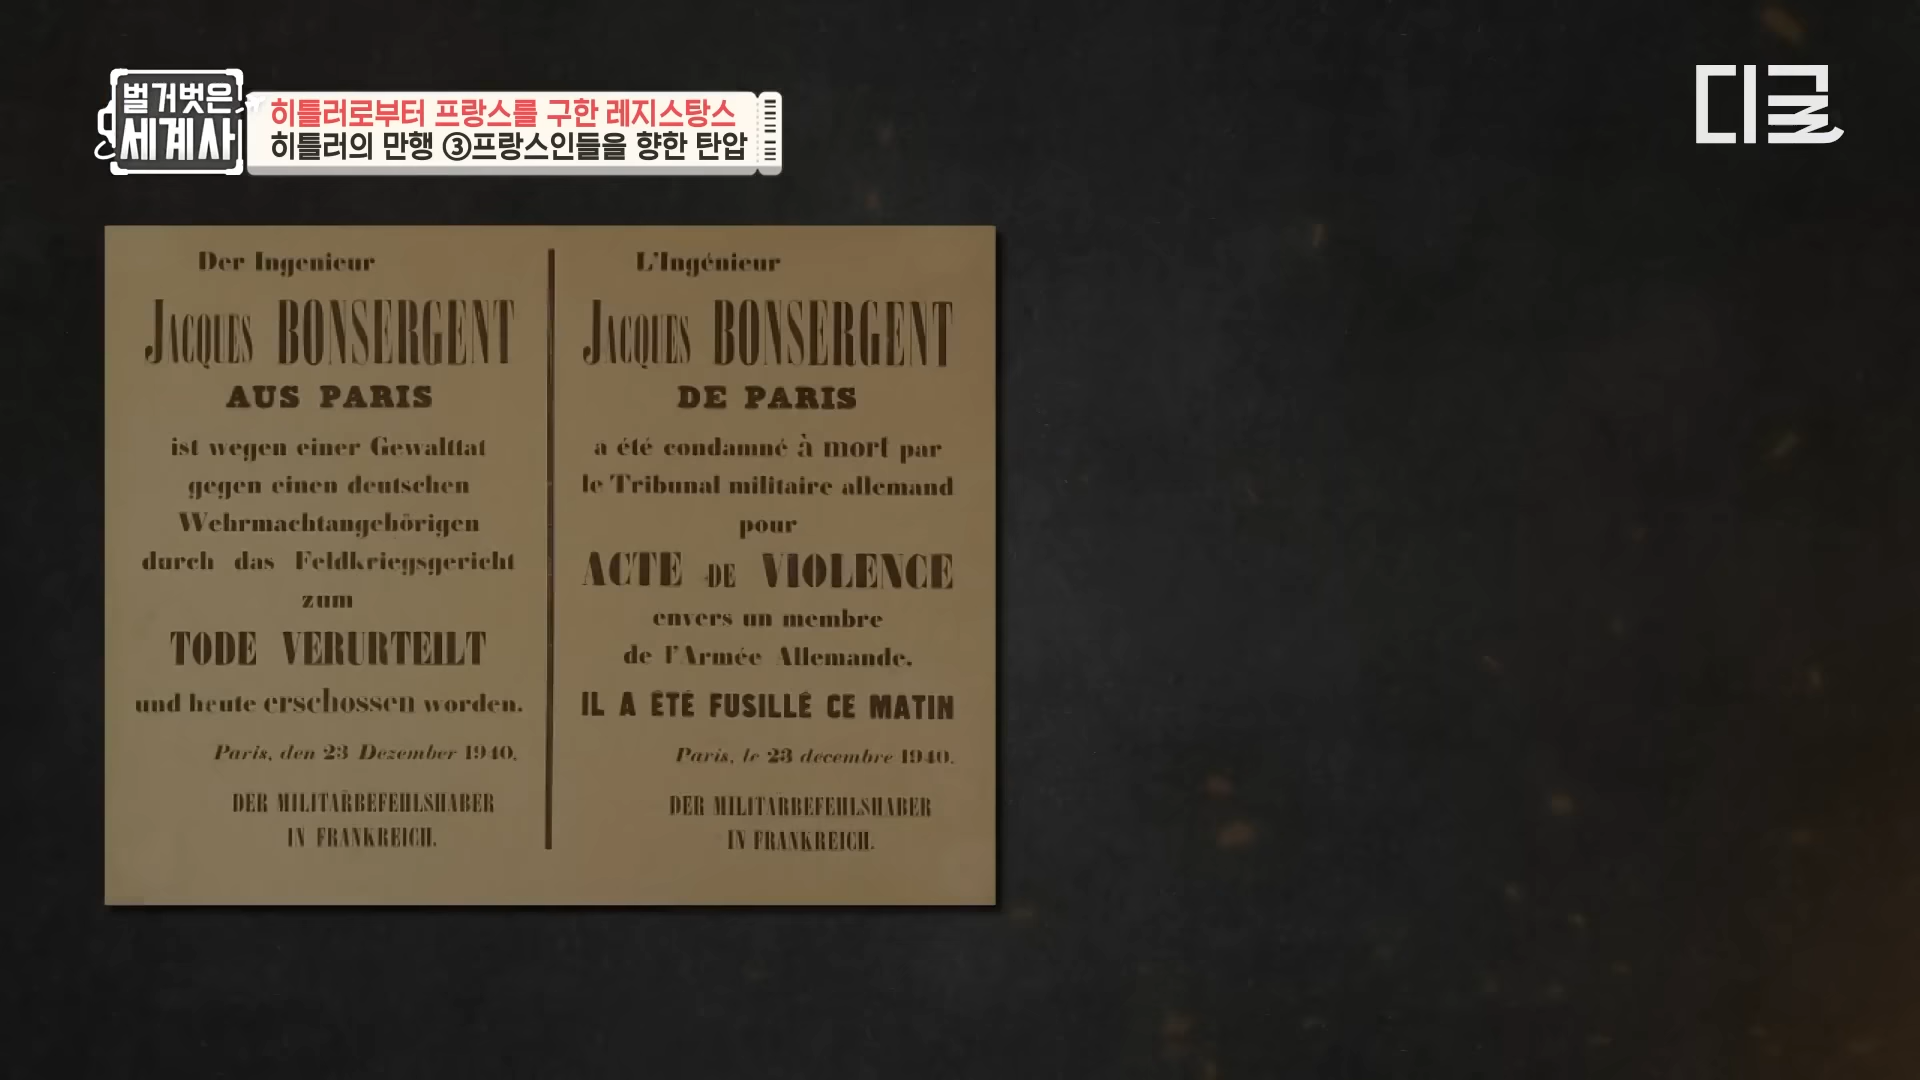 벌거벗은
세계사
히틀러로부터 프랑스를 구한 레지스탕스
히틀러의 만행 ③프랑스인들을 향한 탄압
디글
Der Ingenieur
JACQUES BONSERGENT
AUS PARIS
ist wegen einer Gewalttat
gegen einen deutschen
Wehrmachtangehörigen
durch das Feldkriegsgericht
zum
TODE VERURTEILT
und heute erschossen worden.
Paris, den 23 Dezember 1940.
DER MILITÄRBEFEHLSHABER
IN FRANKREICH.
L'Ingénieur
JACQUES BONSERGENT
DE PARIS
a été condamné à mort par
le Tribunal militaire allemand
pour
ACTE DE VIOLENCE
envers un membre
de l'Armée Allemande.
IL A ÉTÉ FUSILLÉ CE MATIN
Paris, le 23 decembre 1940.
DER MILITÄRBEFEHLSHABER
IN FRANKREICH.